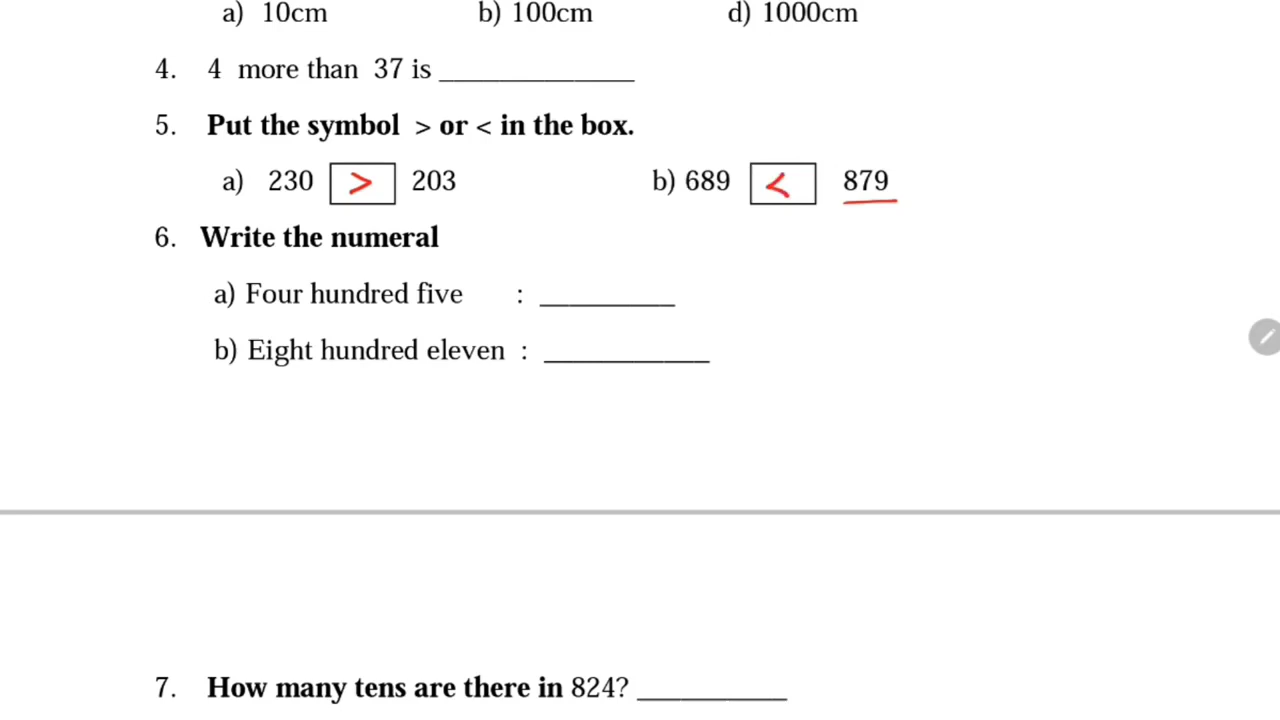 a) 10cm b) 100cm d) 1000cm
4. 4 more than 37 is _____________
5. Put the symbol > or < in the box.
a) 230 > 203 b) 689 < 879
6. Write the numeral
a) Four hundred five : _________
b) Eight hundred eleven : ___________
7. How many tens are there in 824? __________